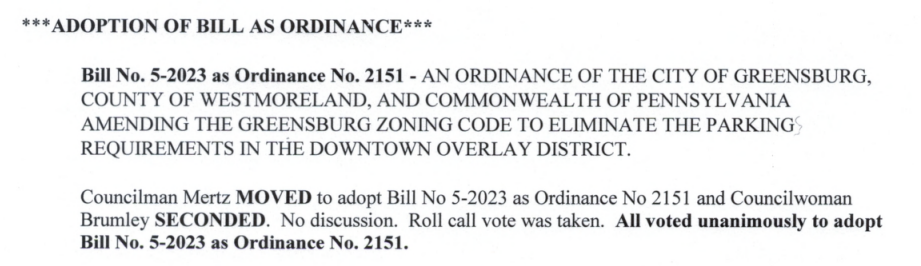 ***ADOPTION OF BILL AS ORDINANCE***
Bill No. 5-2023 as Ordinance No. 2151 - AN ORDINANCE OF THE CITY OF GREENSBURG,
COUNTY OF WESTMORELAND, AND COMMONWEALTH OF PENNSYLVANIA
AMENDING THE GREENSBURG ZONING CODE TO ELIMINATE THE PARKING
REQUIREMENTS IN THE DOWNTOWN OVERLAY DISTRICT.
Councilman Mertz MOVED to adopt Bill No 5-2023 as Ordinance No 2151 and Councilwoman
Brumley SECONDED. No discussion. Roll call vote was taken. All voted unanimously to adopt
Bill No. 5-2023 as Ordinance No. 2151.